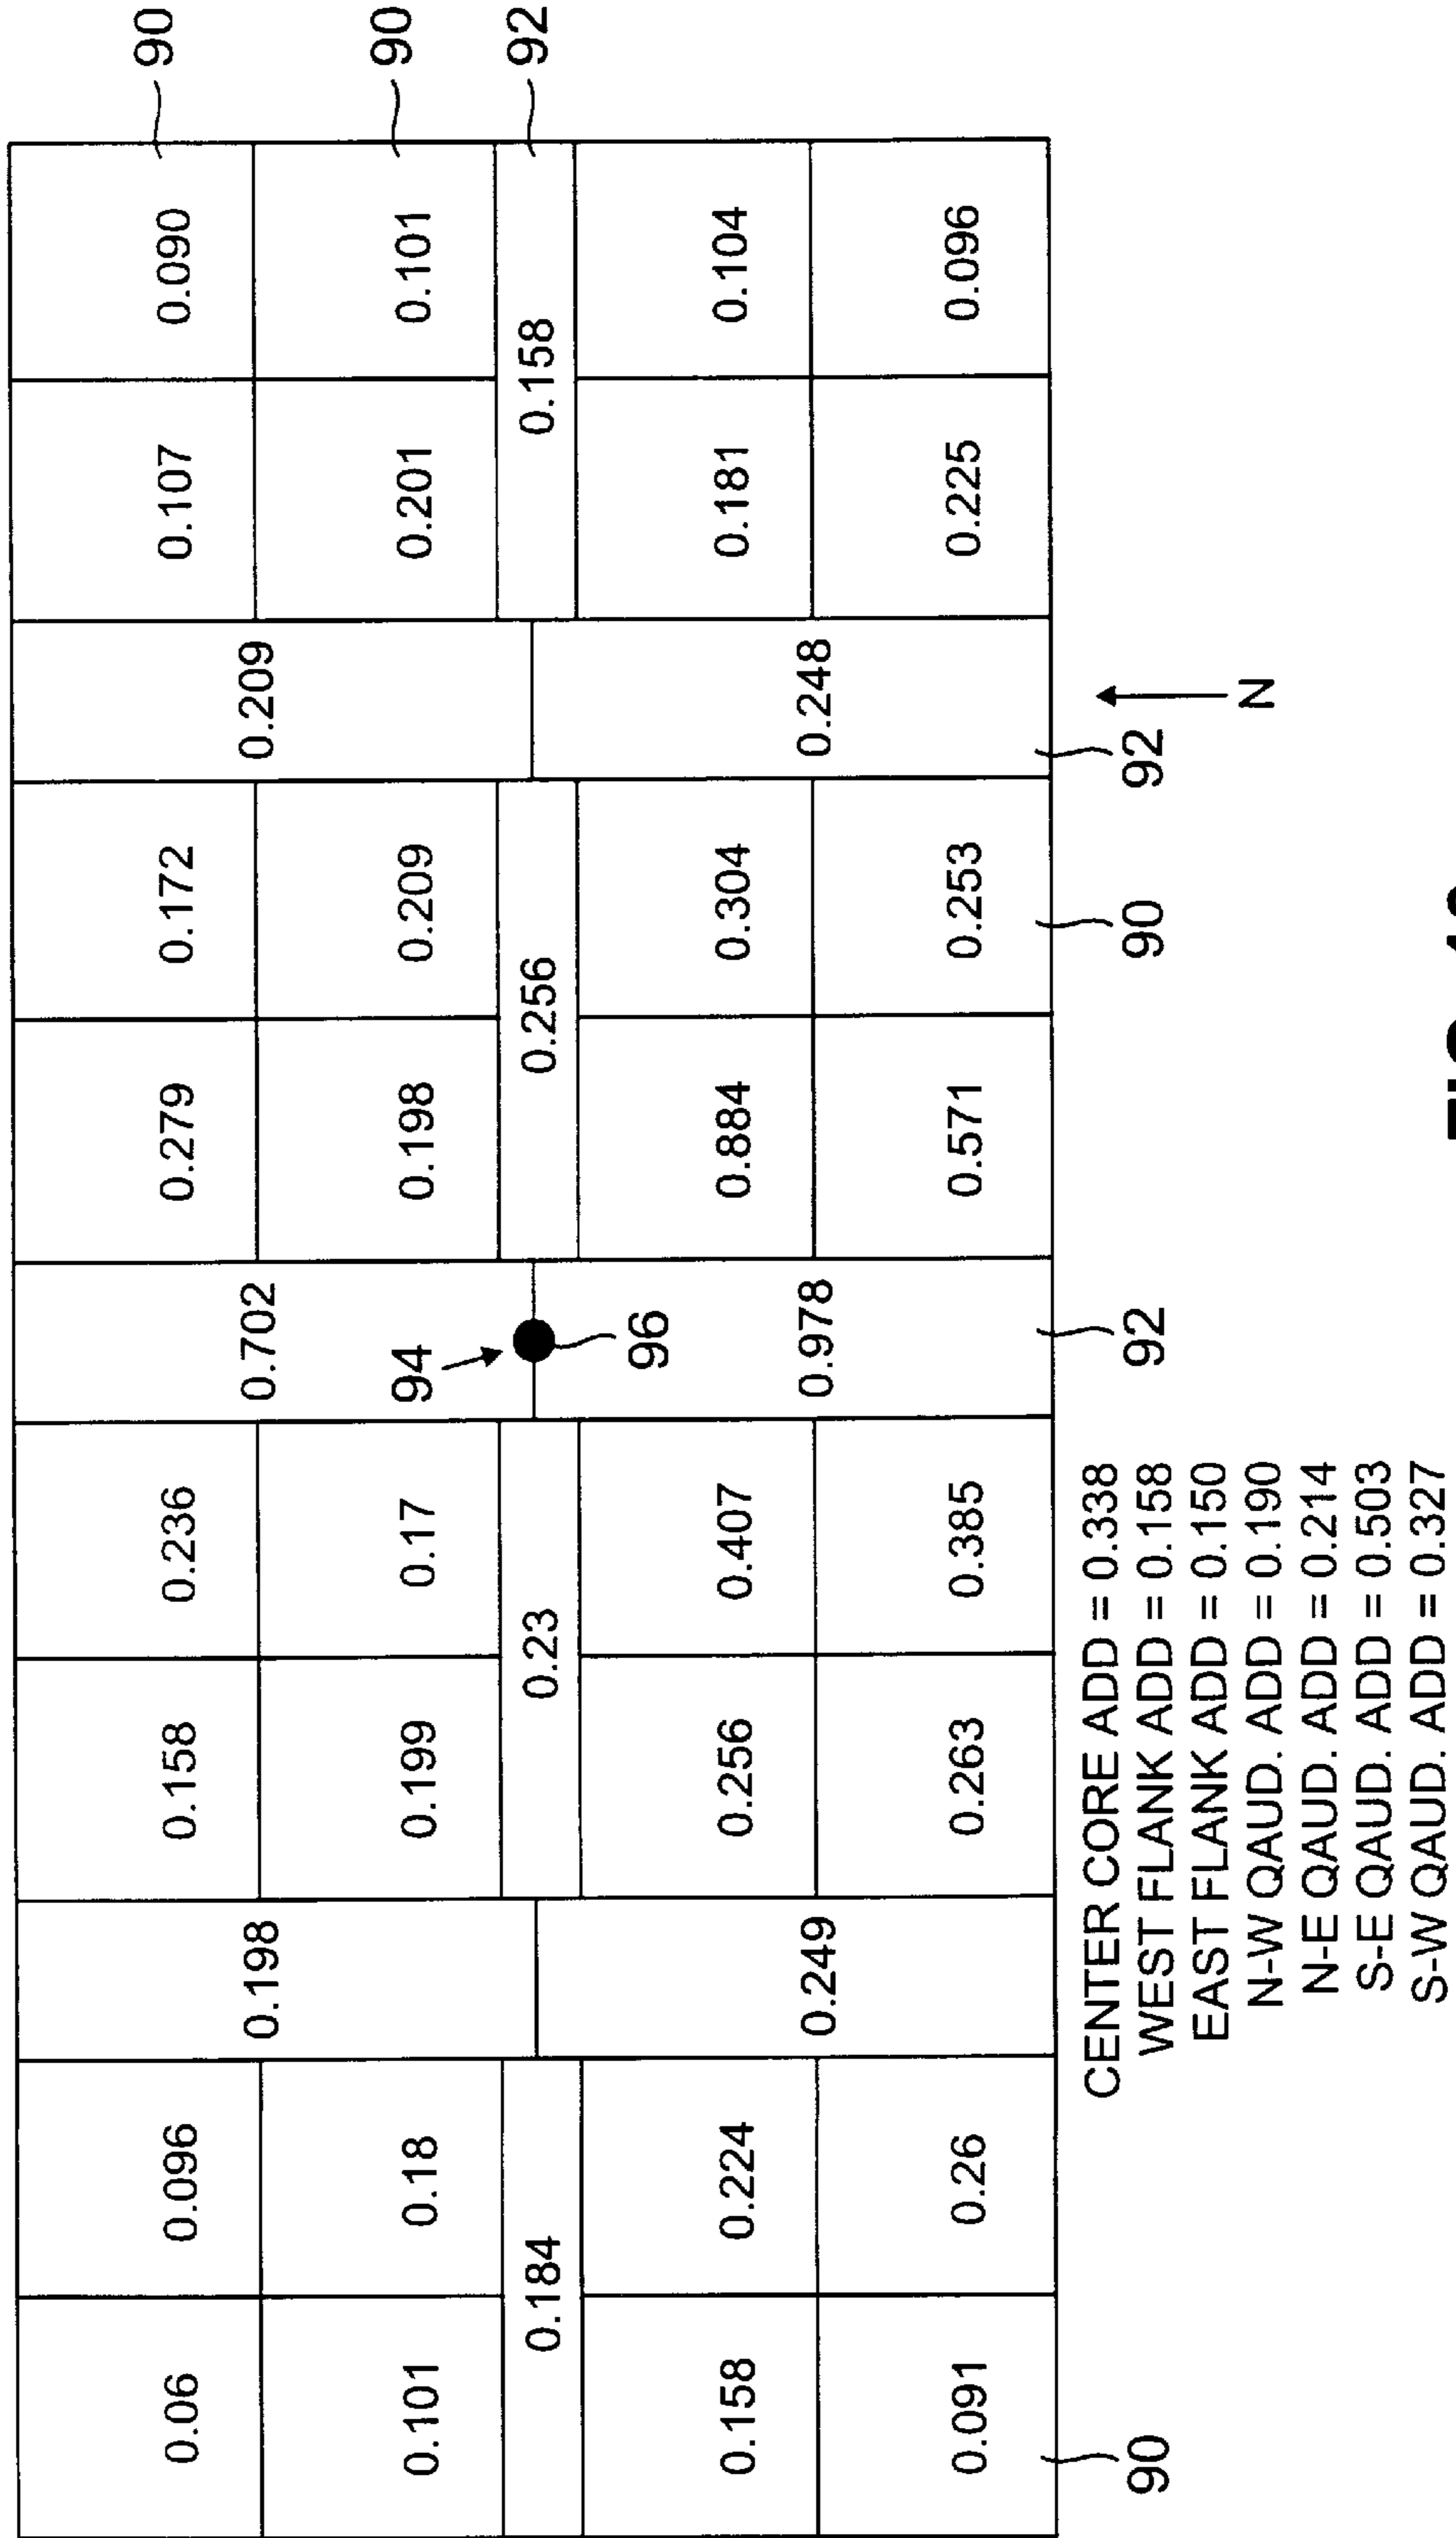 0.06 0.096 0.158 0.236 0.279 0.172 0.107 0.090 90
0.198 0.702 0.209
0.101 0.18 0.199 0.17 94 0.198 0.209 0.201 0.101 90
0.184 0.23 0.256 0.158 92
96
0.158 0.224 0.256 0.407 0.884 0.304 0.181 0.104
0.249 0.978 0.248
0.091 0.26 0.263 0.385 0.571 0.253 0.225 0.096
90 92 90 92
N
CENTER CORE ADD = 0.338
WEST FLANK ADD = 0.158
EAST FLANK ADD = 0.150
N-W QAUD. ADD = 0.190
N-E QAUD. ADD = 0.214
S-E QAUD. ADD = 0.503
S-W QAUD. ADD = 0.327
FIG.